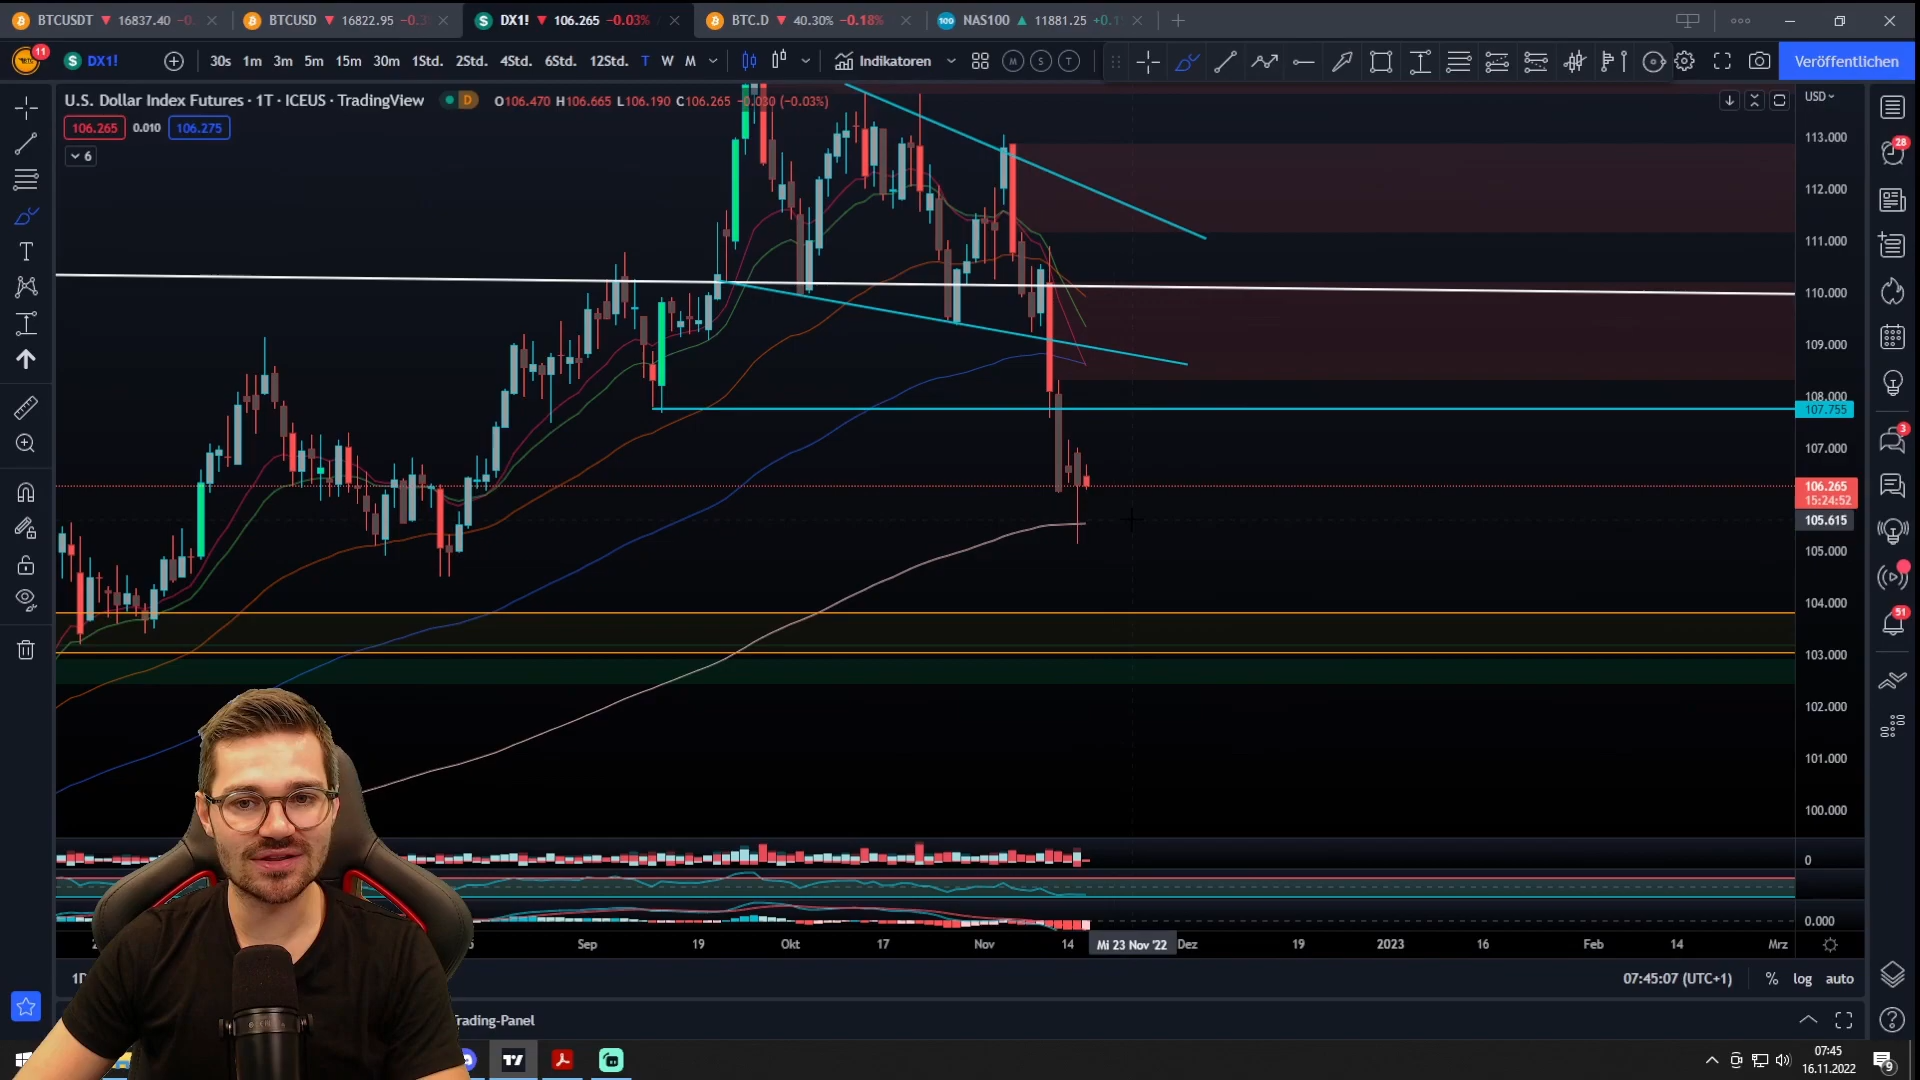 BTCUSDT 16837.40 -0.
BTCUSD 16822.95 -0.3
DX1! 106.265 -0.03%
BTC.D 40.30% -0.18%
100 NAS100 11881.25 +0.1
11
DX1!
30s 1m 3m 5m 15m 30m 1Std. 2Std. 4Std. 6Std. 12Std. T W M
Indikatoren
M S T
Veröffentlichen
U.S. Dollar Index Futures · 1T · ICEUS · TradingView
D
O106.470 H106.665 L106.190 C106.265 -0.030 (-0.03%)
106.265 0.010 106.275
6
USD
113.000
112.000
111.000
110.000
109.000
108.000
107.755
107.000
106.265
15:24:52
105.615
105.000
104.000
103.000
102.000
101.000
100.000
0
0.000
28
3
51
Sep 19 Okt 17 Nov 14 Mi 23 Nov '22 Dez 19 2023 16 Feb 14 Mrz
07:45:07 (UTC+1) % log auto
rading-Panel
07:45
16.11.2022
9